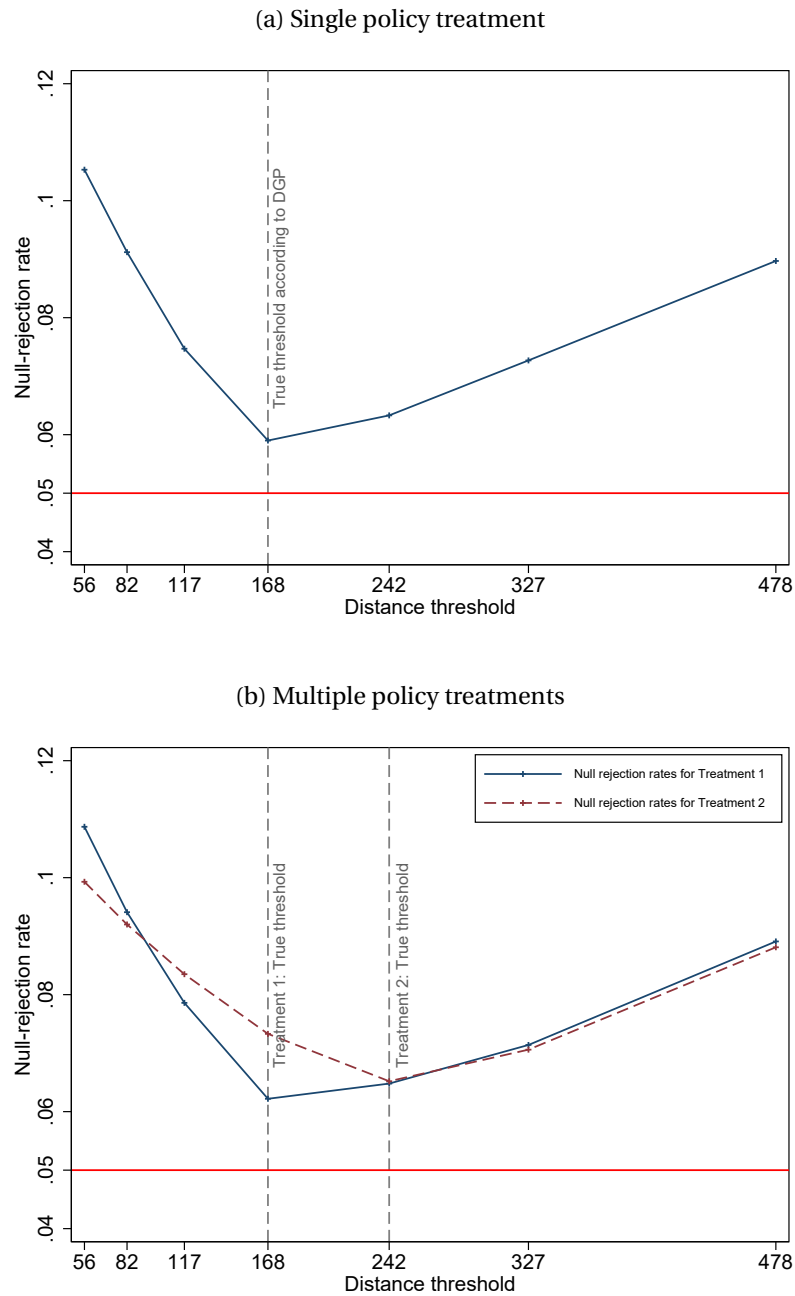 (a) Single policy treatment
.12
.1
.08
.06
.05
.04
Null-rejection rate
True threshold according to DGP
56 82 117 168 242 327 478
Distance threshold
(b) Multiple policy treatments
.12
.1
.08
.06
.05
.04
Null-rejection rate
Null rejection rates for Treatment 1
Null rejection rates for Treatment 2
Treatment 1: True threshold
Treatment 2: True threshold
56 82 117 168 242 327 478
Distance threshold